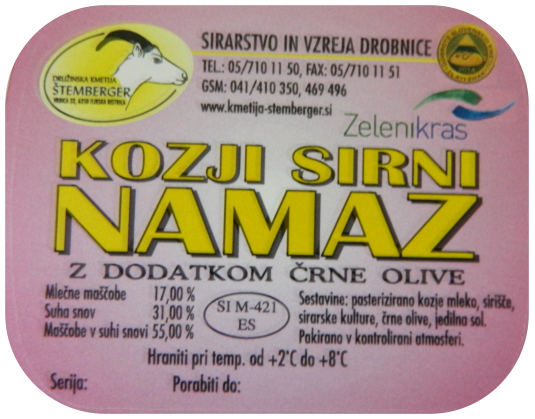 DRUŽINSKA KMETIJA
ŠTEMBERGER
SIRARSTVO IN VZREJA DROBNICE
TEL.: 05/710 11 50, FAX: 05/710 11 51
GSM: 041/410 350, 469 496
www.kmetija-stemberger.si
Zelenikras
KOZJI SIRNI
NAMAZ
Z DODATKOM ČRNE OLIVE
Mlečne maščobe 17,00 %
Suha snov 31,00 %
Maščobe v suhi snovi 55,00 %
SI M-421
ES
Sestavine: pasterizirano kozje mleko, sirišče,
sirarske kulture, črne olive, jedilna sol.
Pakirano v kontrolirani atmosferi.
Hraniti pri temp. od +2°C do +8°C
Serija: Porabiti do: